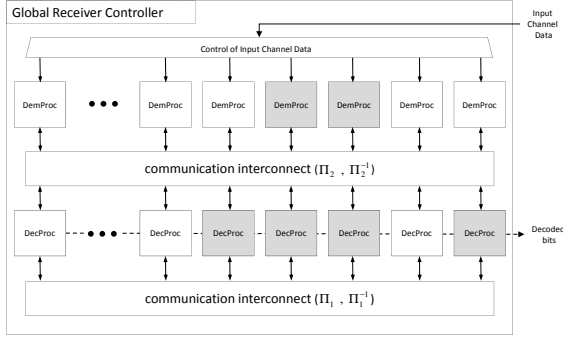 Global Receiver Controller
Input
Channel
Data
Control of Input Channel Data
DemProc
DemProc
DemProc
DemProc
DemProc
DemProc
DemProc
communication interconnect (Π₂ , Π₂⁻¹)
DecProc
DecProc
DecProc
DecProc
DecProc
DecProc
DecProc
Decoded
bits
communication interconnect (Π₁ , Π₁⁻¹)